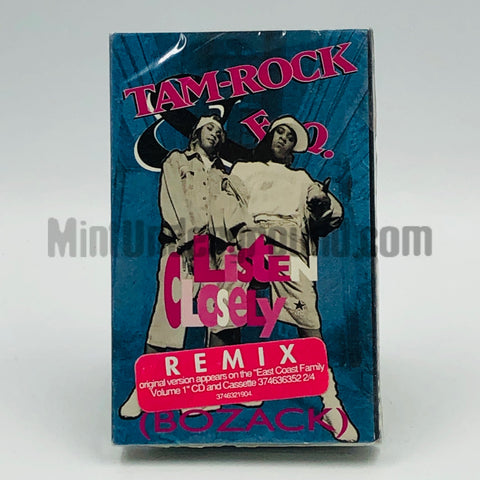 TAM-ROCK
&
F.Q.
MintUnderground.com
LISTEN
CLOSELY
REMIX
original version appears on the "East Coast Family
Volume 1" CD and Cassette 374636352 2/4
3746321904
(BOZACK)